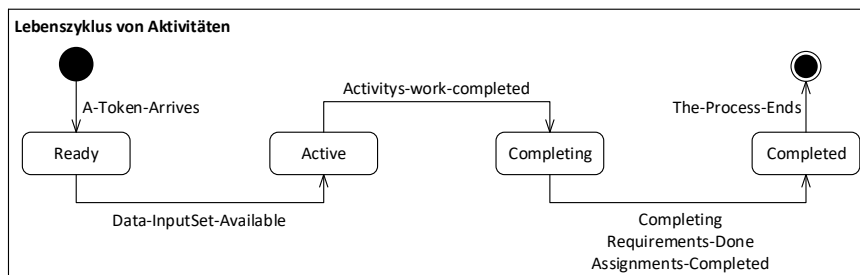 Lebenszyklus von Aktivitäten
Activitys-work-completed
A-Token-Arrives
The-Process-Ends
Ready
Active
Completing
Completed
Data-InputSet-Available
Completing
Requirements-Done
Assignments-Completed